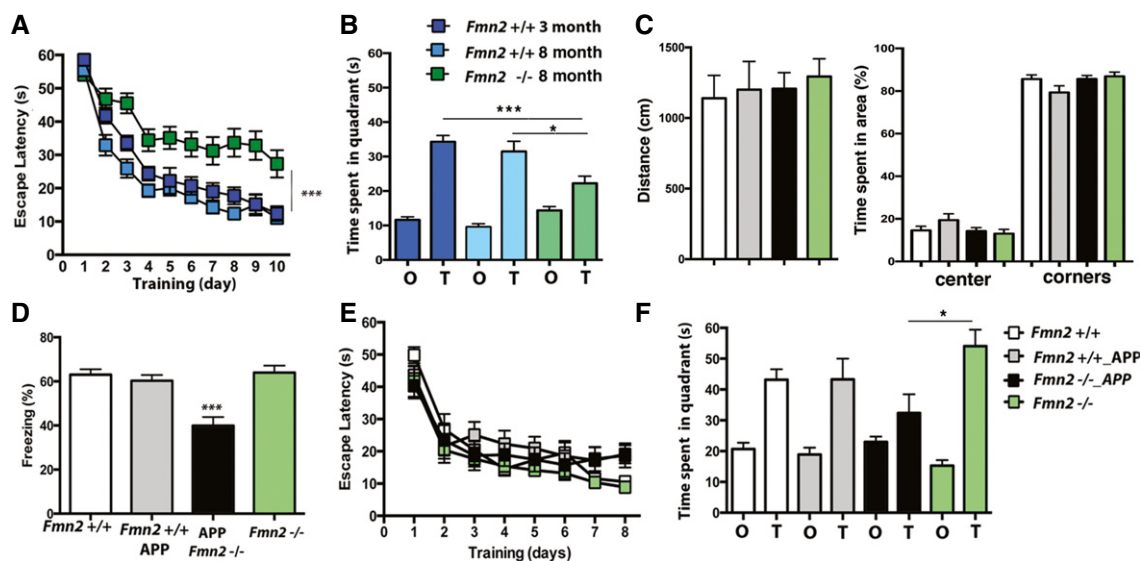 A
Escape Latency (s)
60
50
40
30
20
10
0
0 1 2 3 4 5 6 7 8 9 10
Training (day)
***
B
Fmn2 +/+ 3 month
Fmn2 +/+ 8 month
Fmn2 -/- 8 month
Time spent in quadrant (s)
60
50
40
30
20
10
0
***
*
O T O T O T
C
Distance (cm)
1500
1000
500
0
Time spent in area (%)
100
80
60
40
20
0
center corners
D
Freezing (%)
80
60
40
20
0
***
Fmn2 +/+
Fmn2 +/+
APP
APP
Fmn2 -/-
Fmn2 -/-
E
Escape Latency (s)
60
50
40
30
20
10
0
0 1 2 3 4 5 6 7 8
Training (days)
F
Time spent in quadrant (s)
60
50
40
30
20
10
0
*
O T O T O T O T
Fmn2 +/+
Fmn2 +/+_APP
Fmn2 -/-_APP
Fmn2 -/-